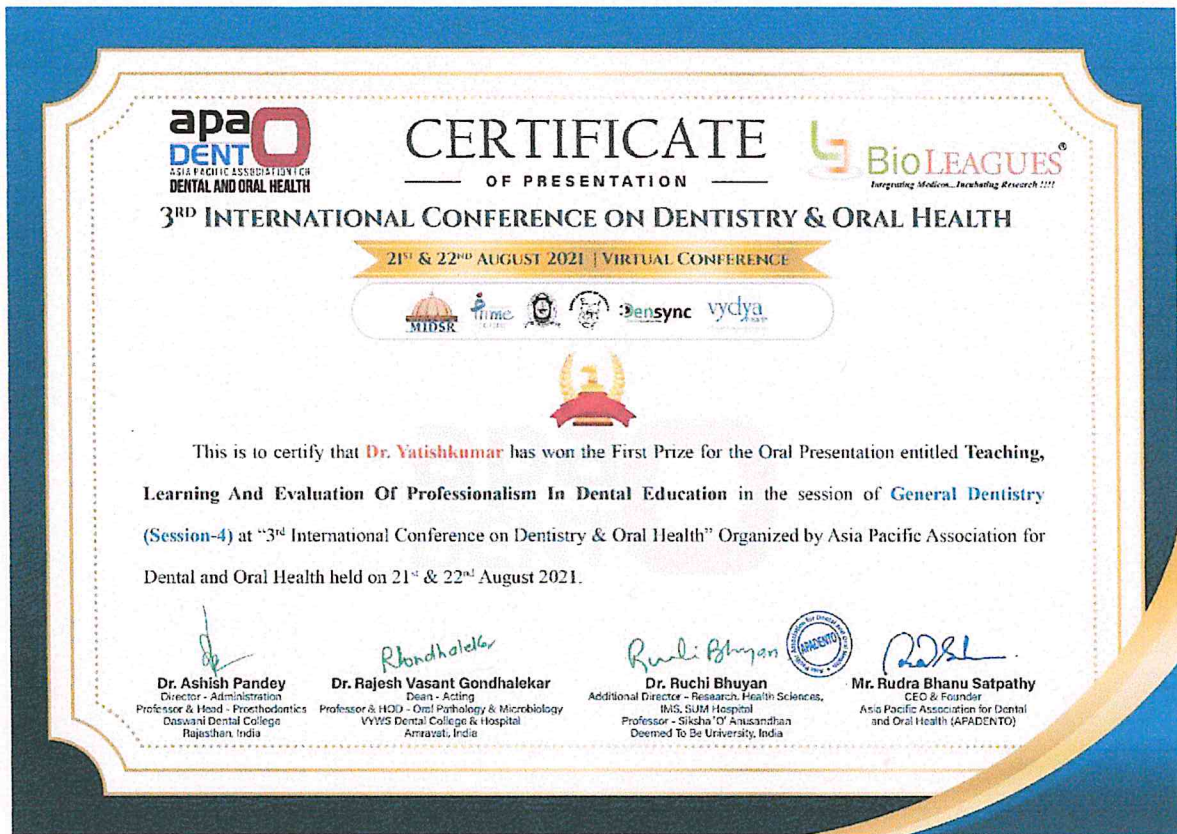 apaO
DENT
ASIA PACIFIC ASSOCIATION FOR
DENTAL AND ORAL HEALTH
CERTIFICATE
OF PRESENTATION
BioLEAGUES®
Integrating Medicos...Incubating Research !!!!
3RD INTERNATIONAL CONFERENCE ON DENTISTRY & ORAL HEALTH
21ST & 22ND AUGUST 2021 | VIRTUAL CONFERENCE
MIDSR
Prime
Densync
vydya
1
This is to certify that Dr. Yatishkumar has won the First Prize for the Oral Presentation entitled Teaching,
Learning And Evaluation Of Professionalism In Dental Education in the session of General Dentistry
(Session-4) at “3rd International Conference on Dentistry & Oral Health” Organized by Asia Pacific Association for
Dental and Oral Health held on 21st & 22nd August 2021.
Rgondhalekar
Ruchi Bhuyan
APADENTO
Dr. Ashish Pandey
Director - Administration
Professor & Head - Prosthodontics
Daswani Dental College
Rajasthan, India
Dr. Rajesh Vasant Gondhalekar
Dean - Acting
Professor & HOD - Oral Pathology & Microbiology
VYWS Dental College & Hospital
Amravati, India
Dr. Ruchi Bhuyan
Additional Director - Research, Health Sciences,
IMS, SUM Hospital
Professor - Siksha 'O' Anusandhan
Deemed To Be University, India
Mr. Rudra Bhanu Satpathy
CEO & Founder
Asia Pacific Association for Dental
and Oral Health (APADENTO)